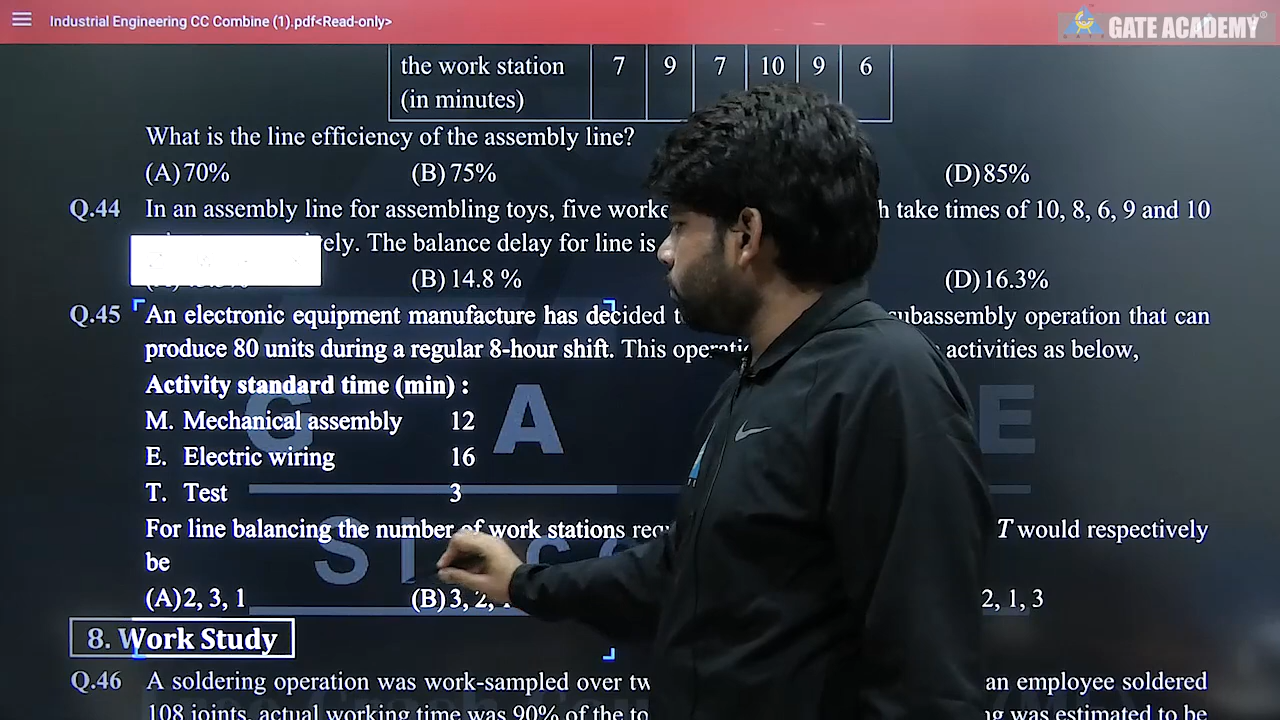 Industrial Engineering CC Combine (1).pdf<Read-only>
GATE ACADEMY®
the work station 7 9 7 10 9 6
(in minutes)
What is the line efficiency of the assembly line?
(A) 70% (B) 75% (D) 85%
Q.44 In an assembly line for assembling toys, five take times of 10, 8, 6, 9 and 10
The balance delay for line is
(B) 14.8 % (D) 16.3%
Q.45 An electronic equipment manufacture has decided subassembly operation that can
produce 80 units during a regular 8-hour shift. This activities as below,
Activity standard time (min) :
M. Mechanical assembly 12
E. Electric wiring 16
T. Test 3
For line balancing the number of work stations T would respectively
be
(A) 2, 3, 1 (B) 3, 2, 2, 1, 3
8. Work Study
Q.46 A soldering operation was work-sampled over an employee soldered
108 joints, actual working time was 90% of the was estimated to be